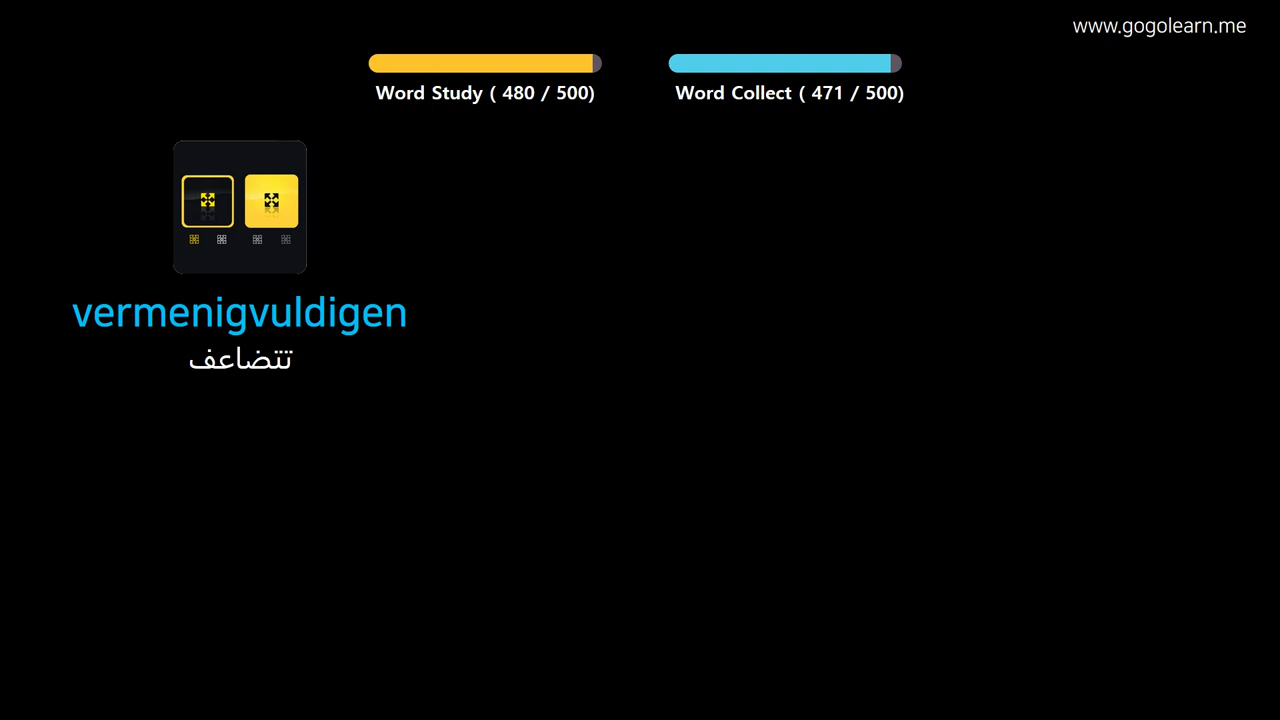 www.gogolearn.me
Word Study ( 480 / 500)
Word Collect ( 471 / 500)
vermenigvuldigen
تتضاعف